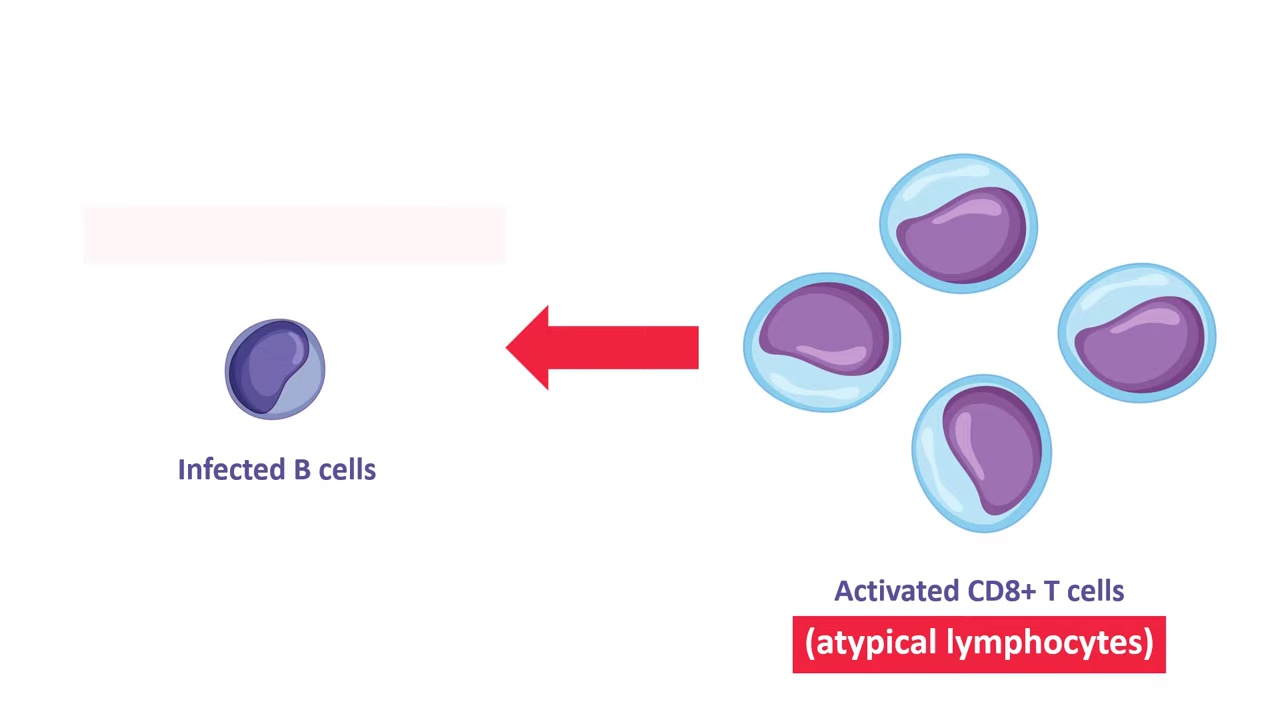 Infected B cells
Activated CD8+ T cells
(atypical lymphocytes)